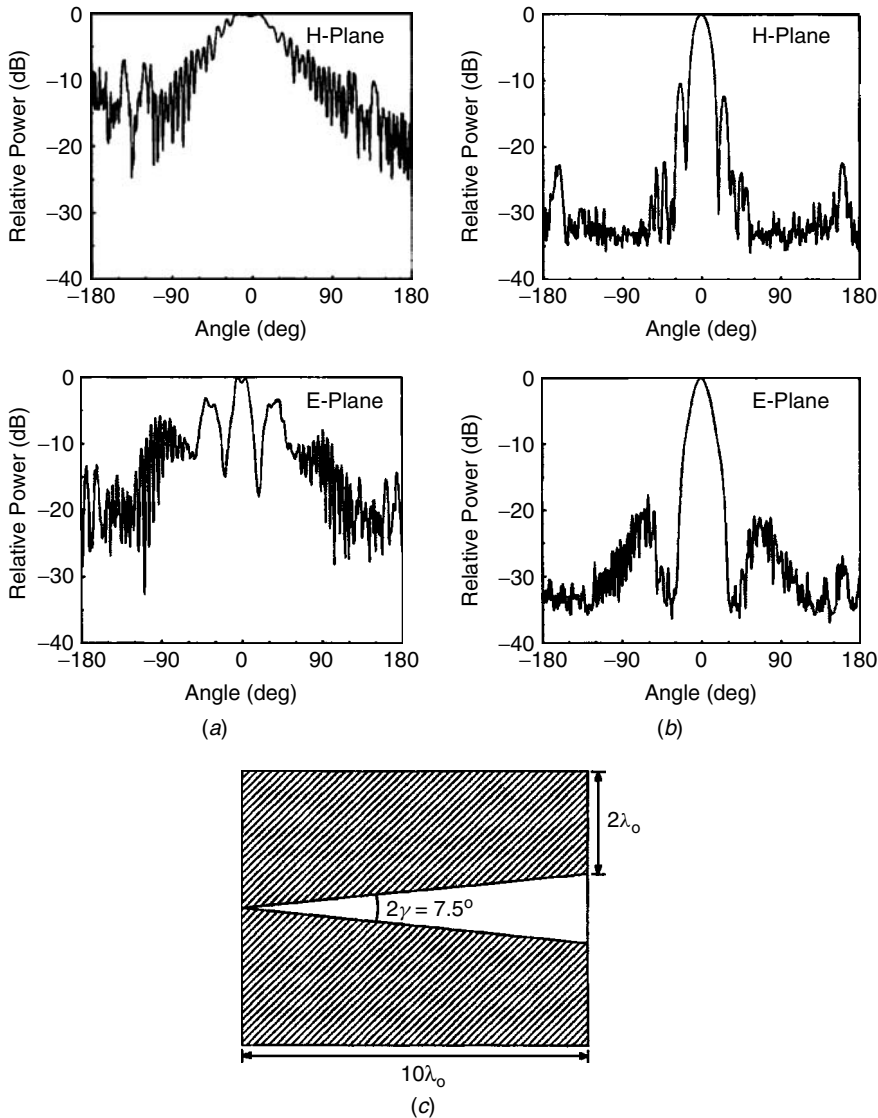 H-Plane
0
−10
−20
−30
−40
Relative Power (dB)
−180 −90 0 90 180
Angle (deg)
H-Plane
0
−10
−20
−30
−40
Relative Power (dB)
−180 −90 0 90 180
Angle (deg)
E-Plane
0
−10
−20
−30
−40
Relative Power (dB)
−180 −90 0 90 180
Angle (deg)
(a)
E-Plane
0
−10
−20
−30
−40
Relative Power (dB)
−180 −90 0 90 180
Angle (deg)
(b)
2λo
2γ = 7.5o
10λo
(c)